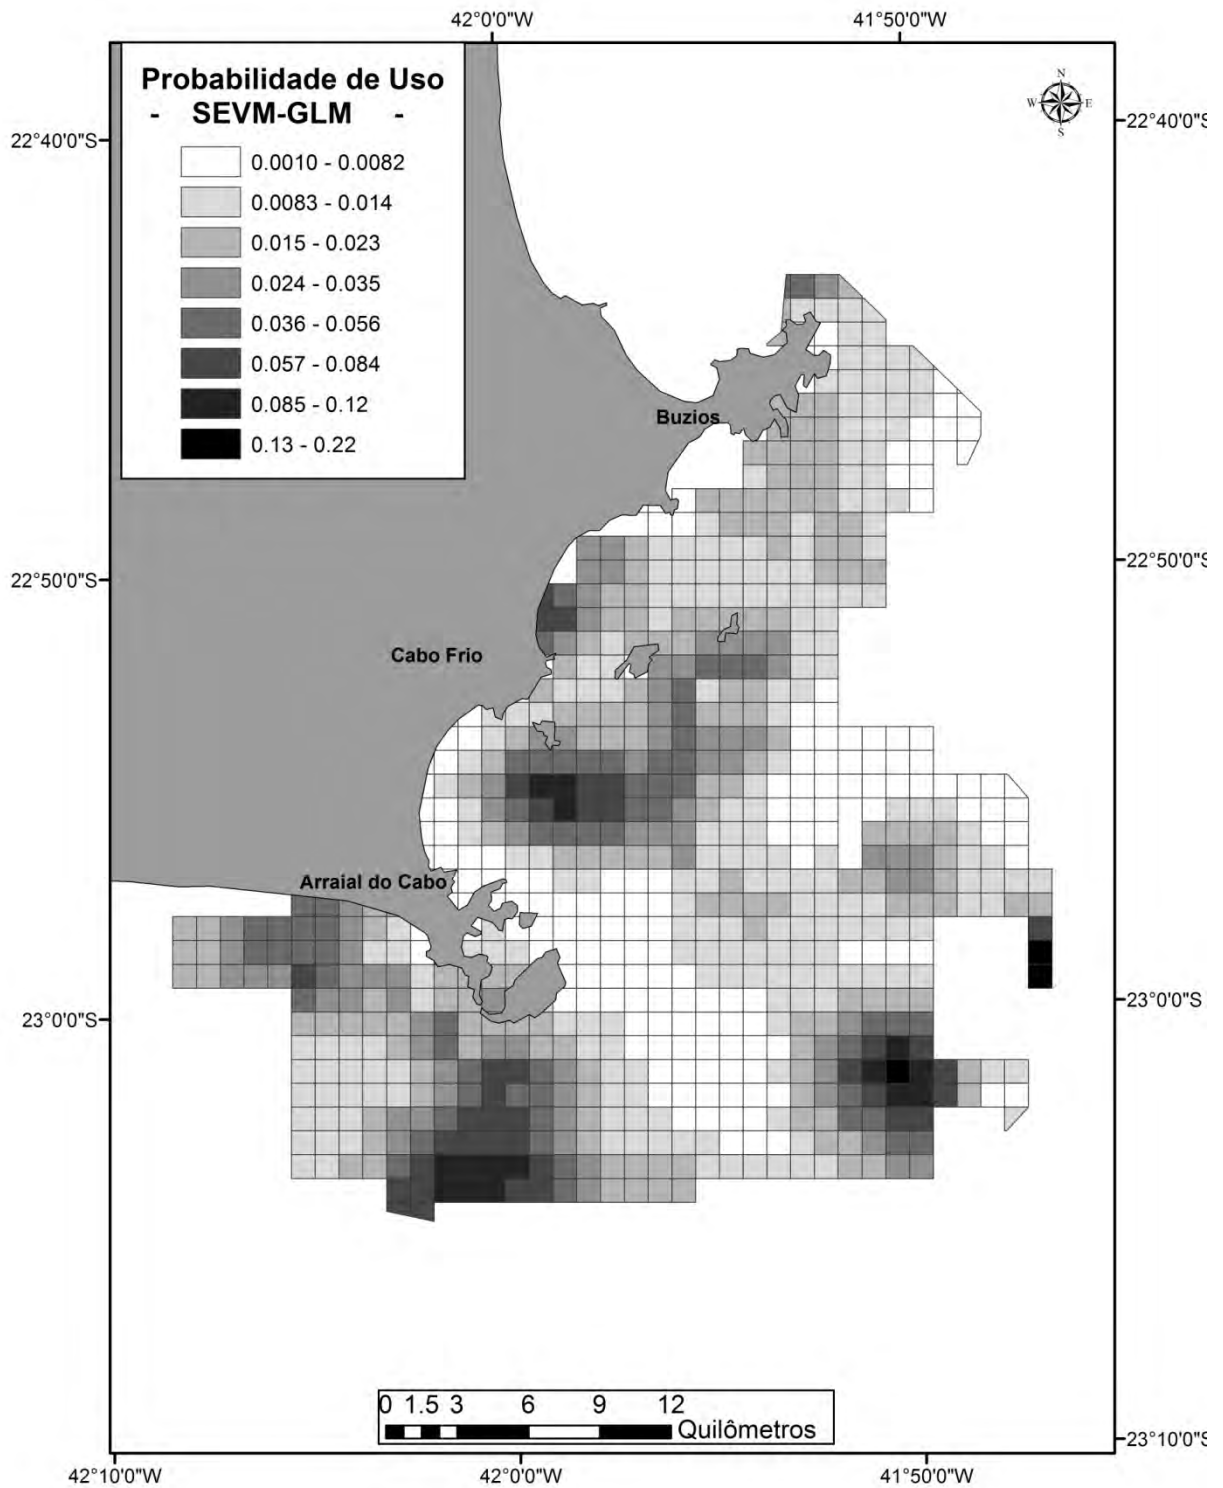 42°0'0"W 41°50'0"W
Probabilidade de Uso
- SEVM-GLM -
0.0010 - 0.0082
0.0083 - 0.014
0.015 - 0.023
0.024 - 0.035
0.036 - 0.056
0.057 - 0.084
0.085 - 0.12
0.13 - 0.22
N
W E
S
22°40'0"S 22°40'0"S
Buzios
22°50'0"S 22°50'0"S
Cabo Frio
Arraial do Cabo
23°0'0"S 23°0'0"S
0 1.5 3 6 9 12
Quilômetros
23°10'0"S
42°10'0"W 42°0'0"W 41°50'0"W